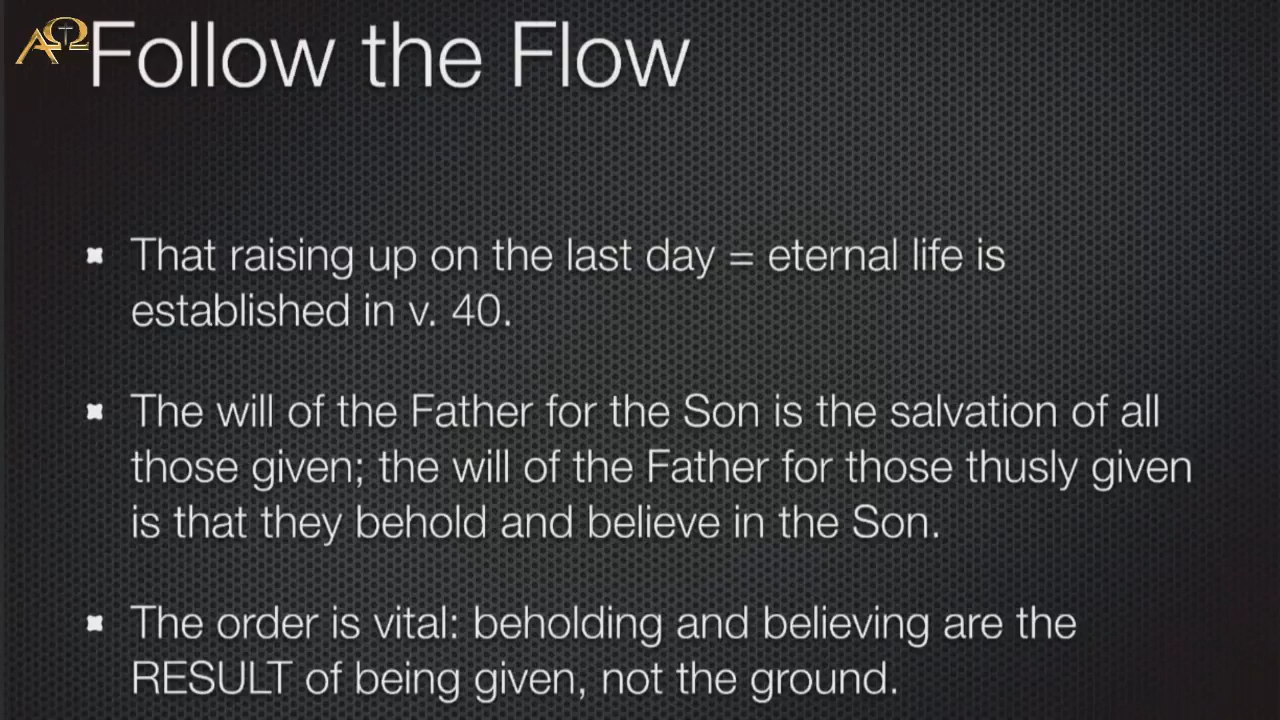 ΑΩ
Follow the Flow
That raising up on the last day = eternal life is
established in v. 40.
The will of the Father for the Son is the salvation of all
those given; the will of the Father for those thusly given
is that they behold and believe in the Son.
The order is vital: beholding and believing are the
RESULT of being given, not the ground.